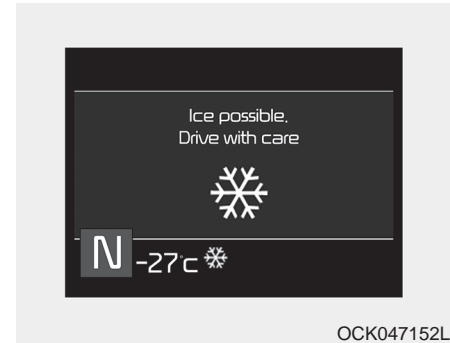 Ice possible,
Drive with care
N -27°c
OCK047152L